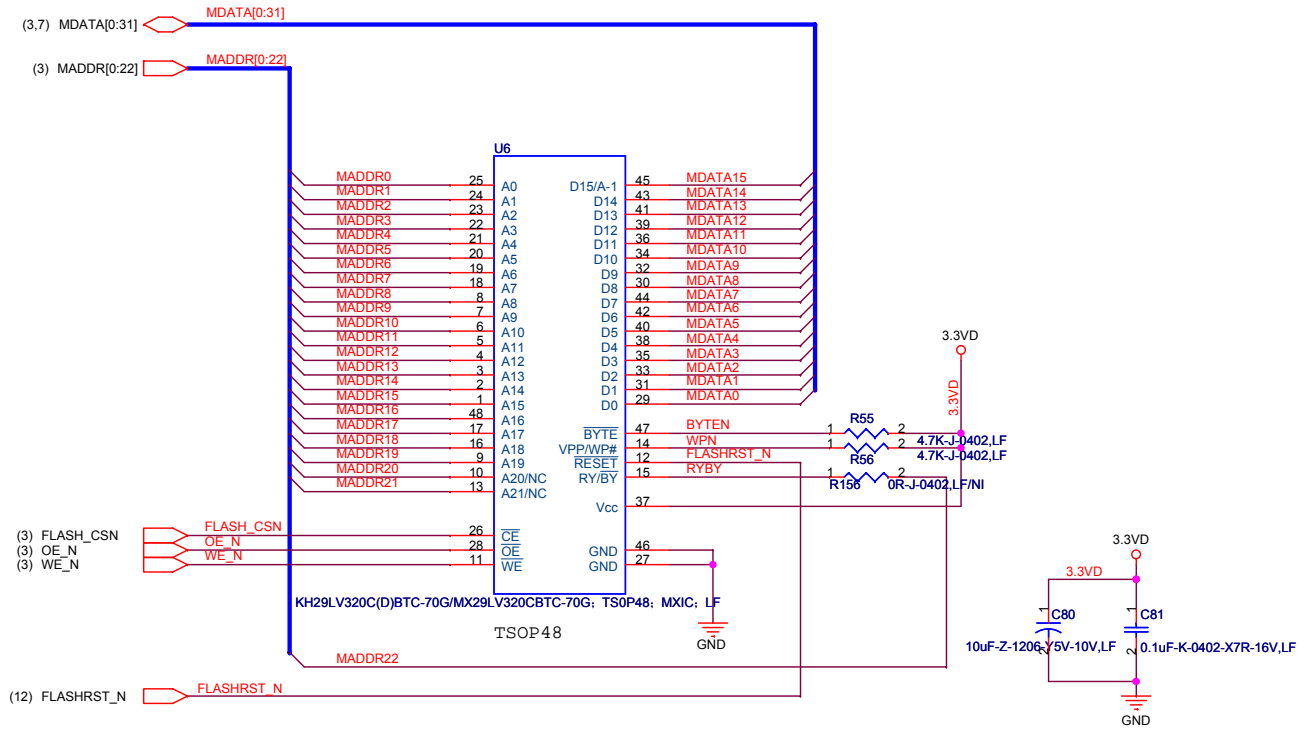 (3,7) MDATA[0:31] MDATA[0:31]
(3) MADDR[0:22] MADDR[0:22]
U6
MADDR0 25 A0 D15/A-1 45 MDATA15
MADDR1 24 A1 D14 43 MDATA14
MADDR2 23 A2 D13 41 MDATA13
MADDR3 22 A3 D12 39 MDATA12
MADDR4 21 A4 D11 36 MDATA11
MADDR5 20 A5 D10 34 MDATA10
MADDR6 19 A6 D9 32 MDATA9
MADDR7 18 A7 D8 30 MDATA8
MADDR8 8 A8 D7 44 MDATA7
MADDR9 7 A9 D6 42 MDATA6
MADDR10 6 A10 D5 40 MDATA5
MADDR11 5 A11 D4 38 MDATA4
MADDR12 4 A12 D3 35 MDATA3
MADDR13 3 A13 D2 33 MDATA2
MADDR14 2 A14 D1 31 MDATA1
MADDR15 1 A15 D0 29 MDATA0
MADDR16 48 A16
MADDR17 17 A17 BYTE 47 BYTEN 1 R55 2 4.7K-J-0402,LF
MADDR18 16 A18 VPP/WP# 14 WPN 1 R56 2 4.7K-J-0402,LF
MADDR19 9 A19 RESET 12 FLASHRST_N
MADDR20 10 A20/NC RY/BY 15 RYBY 1 R156 2 0R-J-0402,LF/NI
MADDR21 13 A21/NC
Vcc 37
3.3VD
3.3VD
(3) FLASH_CSN FLASH_CSN 26 CE
(3) OE_N OE_N 28 OE GND 46
(3) WE_N WE_N 11 WE GND 27
KH29LV320C(D)BTC-70G/MX29LV320CBTC-70G; TS0P48; MXIC; LF
TSOP48
GND
MADDR22
(12) FLASHRST_N FLASHRST_N
3.3VD
3.3VD
1 C80 1 C81
10uF-Z-1206-Y5V-10V,LF 2 2 0.1uF-K-0402-X7R-16V,LF
GND